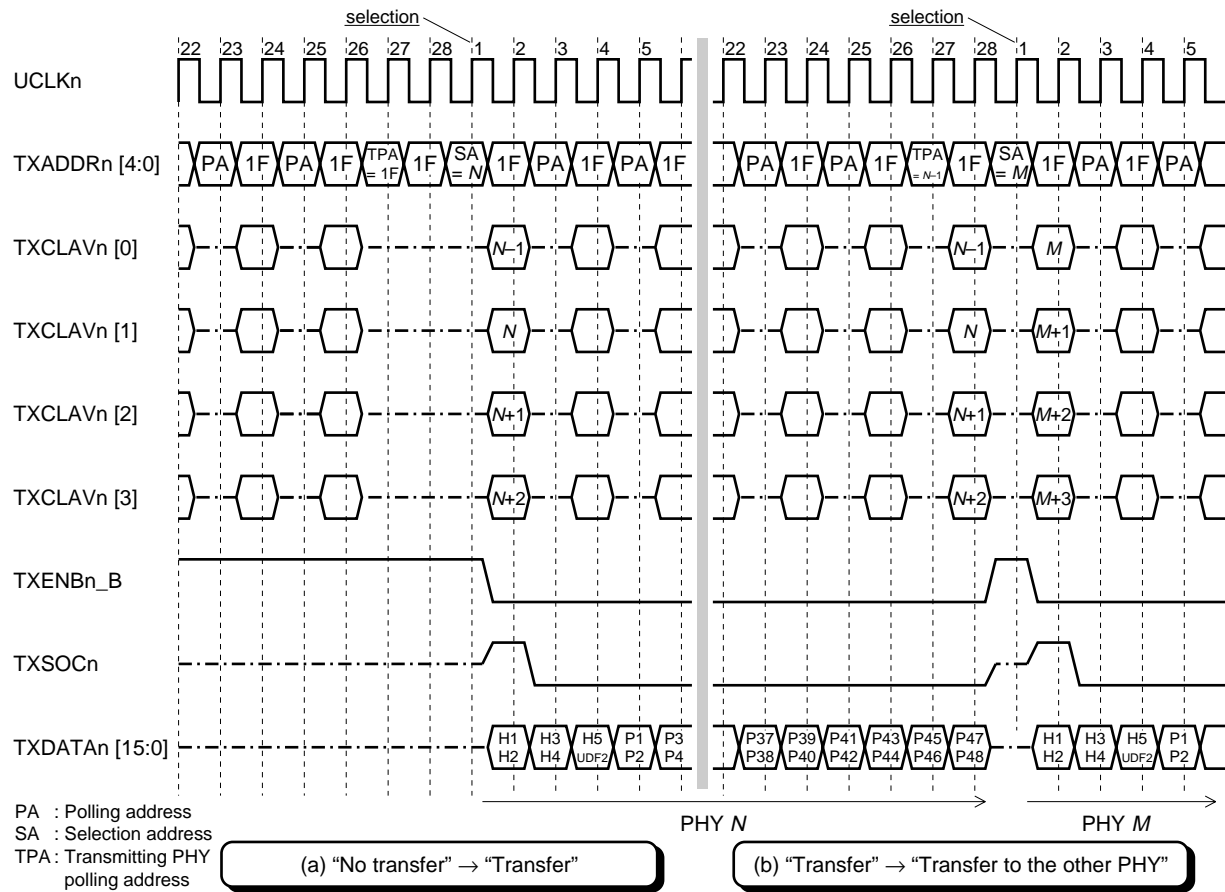 selection selection
22 23 24 25 26 27 28 1 2 3 4 5 22 23 24 25 26 27 28 1 2 3 4 5
UCLKn
TXADDRn [4:0] PA 1F PA 1F TPA = 1F 1F SA = N 1F PA 1F PA 1F PA 1F PA 1F TPA = N–1 1F SA = M 1F PA 1F PA
TXCLAVn [0] N–1 N–1 M
TXCLAVn [1] N N M+1
TXCLAVn [2] N+1 N+1 M+2
TXCLAVn [3] N+2 N+2 M+3
TXENBn_B
TXSOCn
TXDATAn [15:0] H1 H3 H5 P1 P3 P37 P39 P41 P43 P45 P47 H1 H3 H5 P1
H2 H4 UDF2 P2 P4 P38 P40 P42 P44 P46 P48 H2 H4 UDF2 P2
PHY N PHY M
PA : Polling address
SA : Selection address
TPA : Transmitting PHY
polling address
(a) “No transfer” → “Transfer”
(b) “Transfer” → “Transfer to the other PHY”